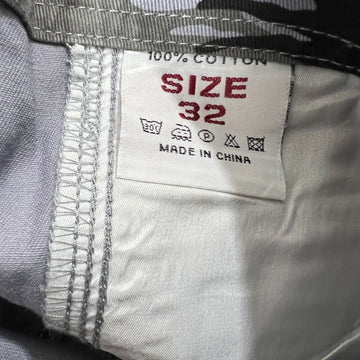 100% COTTON
SIZE
32
MADE IN CHINA